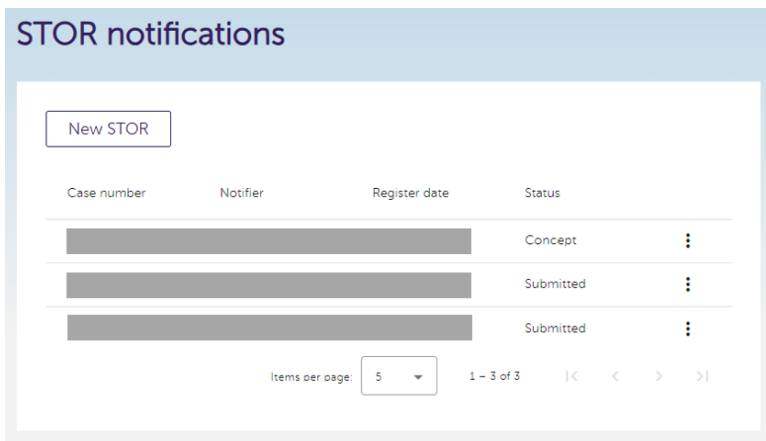 STOR notifications
New STOR
Case number Notifier Register date Status
Concept
Submitted
Submitted
Items per page: 5 1 – 3 of 3